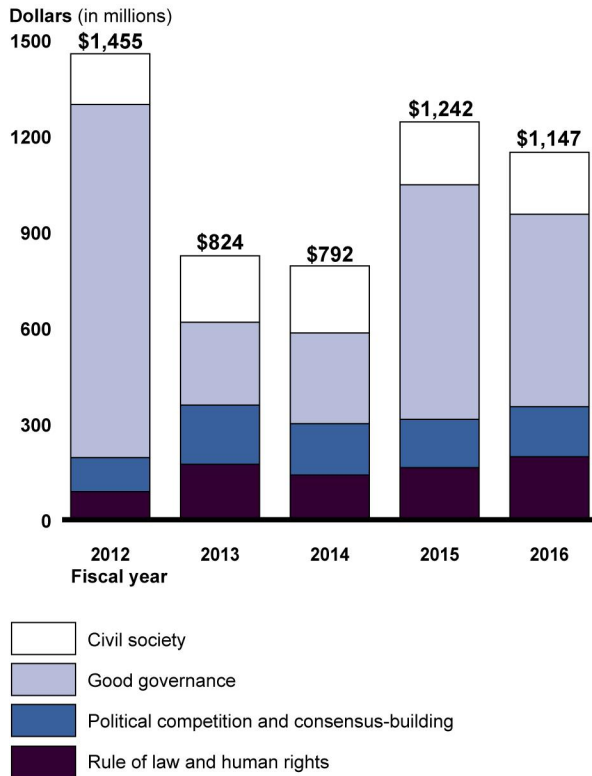 Dollars (in millions)
1500
$1,455
1200
$1,242
$1,147
900
$824
$792
600
300
0
2012
2013
2014
2015
2016
Fiscal year
Civil society
Good governance
Political competition and consensus-building
Rule of law and human rights